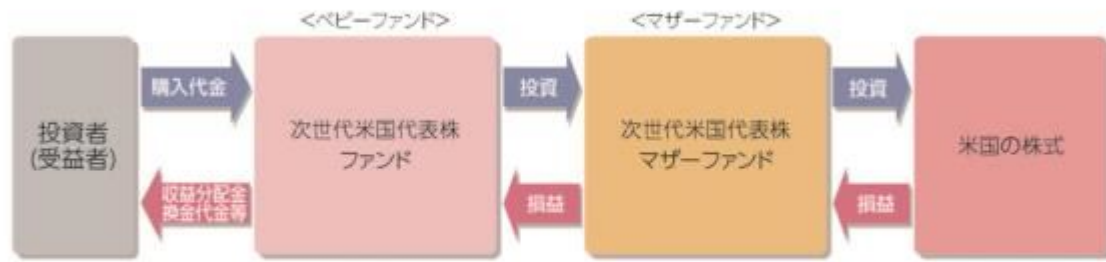 <ベビーファンド>
<マザーファンド>
投資者
(受益者)
購入代金
収益分配金
換金代金等
次世代米国代表株
ファンド
投資
損益
次世代米国代表株
マザーファンド
投資
損益
米国の株式